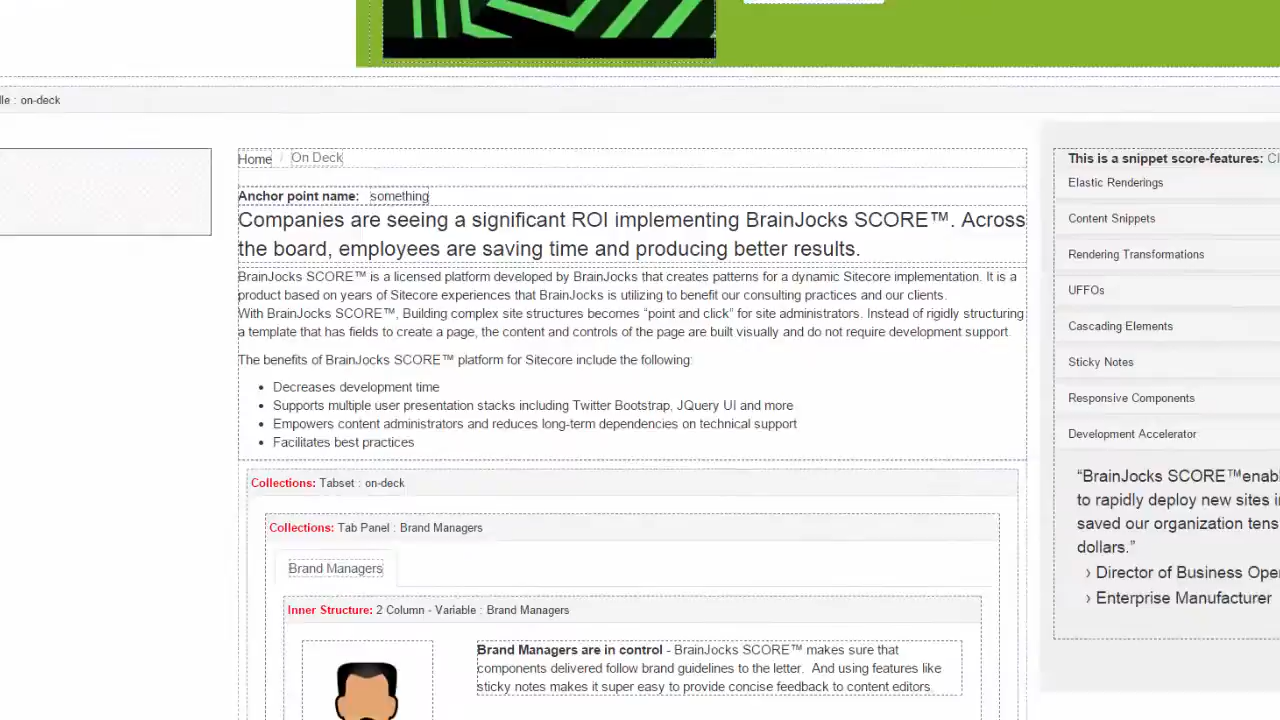 lle : on-deck
Home / On Deck
Anchor point name: something
Companies are seeing a significant ROI implementing BrainJocks SCORE™. Across
the board, employees are saving time and producing better results.
BrainJocks SCORE™ is a licensed platform developed by BrainJocks that creates patterns for a dynamic Sitecore implementation. It is a
product based on years of Sitecore experiences that BrainJocks is utilizing to benefit our consulting practices and our clients.
With BrainJocks SCORE™, Building complex site structures becomes “point and click” for site administrators. Instead of rigidly structuring
a template that has fields to create a page, the content and controls of the page are built visually and do not require development support.
The benefits of BrainJocks SCORE™ platform for Sitecore include the following:
• Decreases development time
• Supports multiple user presentation stacks including Twitter Bootstrap, JQuery UI and more
• Empowers content administrators and reduces long-term dependencies on technical support
• Facilitates best practices
Collections: Tabset : on-deck
Collections: Tab Panel : Brand Managers
Brand Managers
Inner Structure: 2 Column - Variable : Brand Managers
Brand Managers are in control - BrainJocks SCORE™ makes sure that
components delivered follow brand guidelines to the letter. And using features like
sticky notes makes it super easy to provide concise feedback to content editors.
This is a snippet score-features: Cl
Elastic Renderings
Content Snippets
Rendering Transformations
UFFOs
Cascading Elements
Sticky Notes
Responsive Components
Development Accelerator
“BrainJocks SCORE™enabl
to rapidly deploy new sites i
saved our organization tens
dollars.”
› Director of Business Ope
› Enterprise Manufacturer